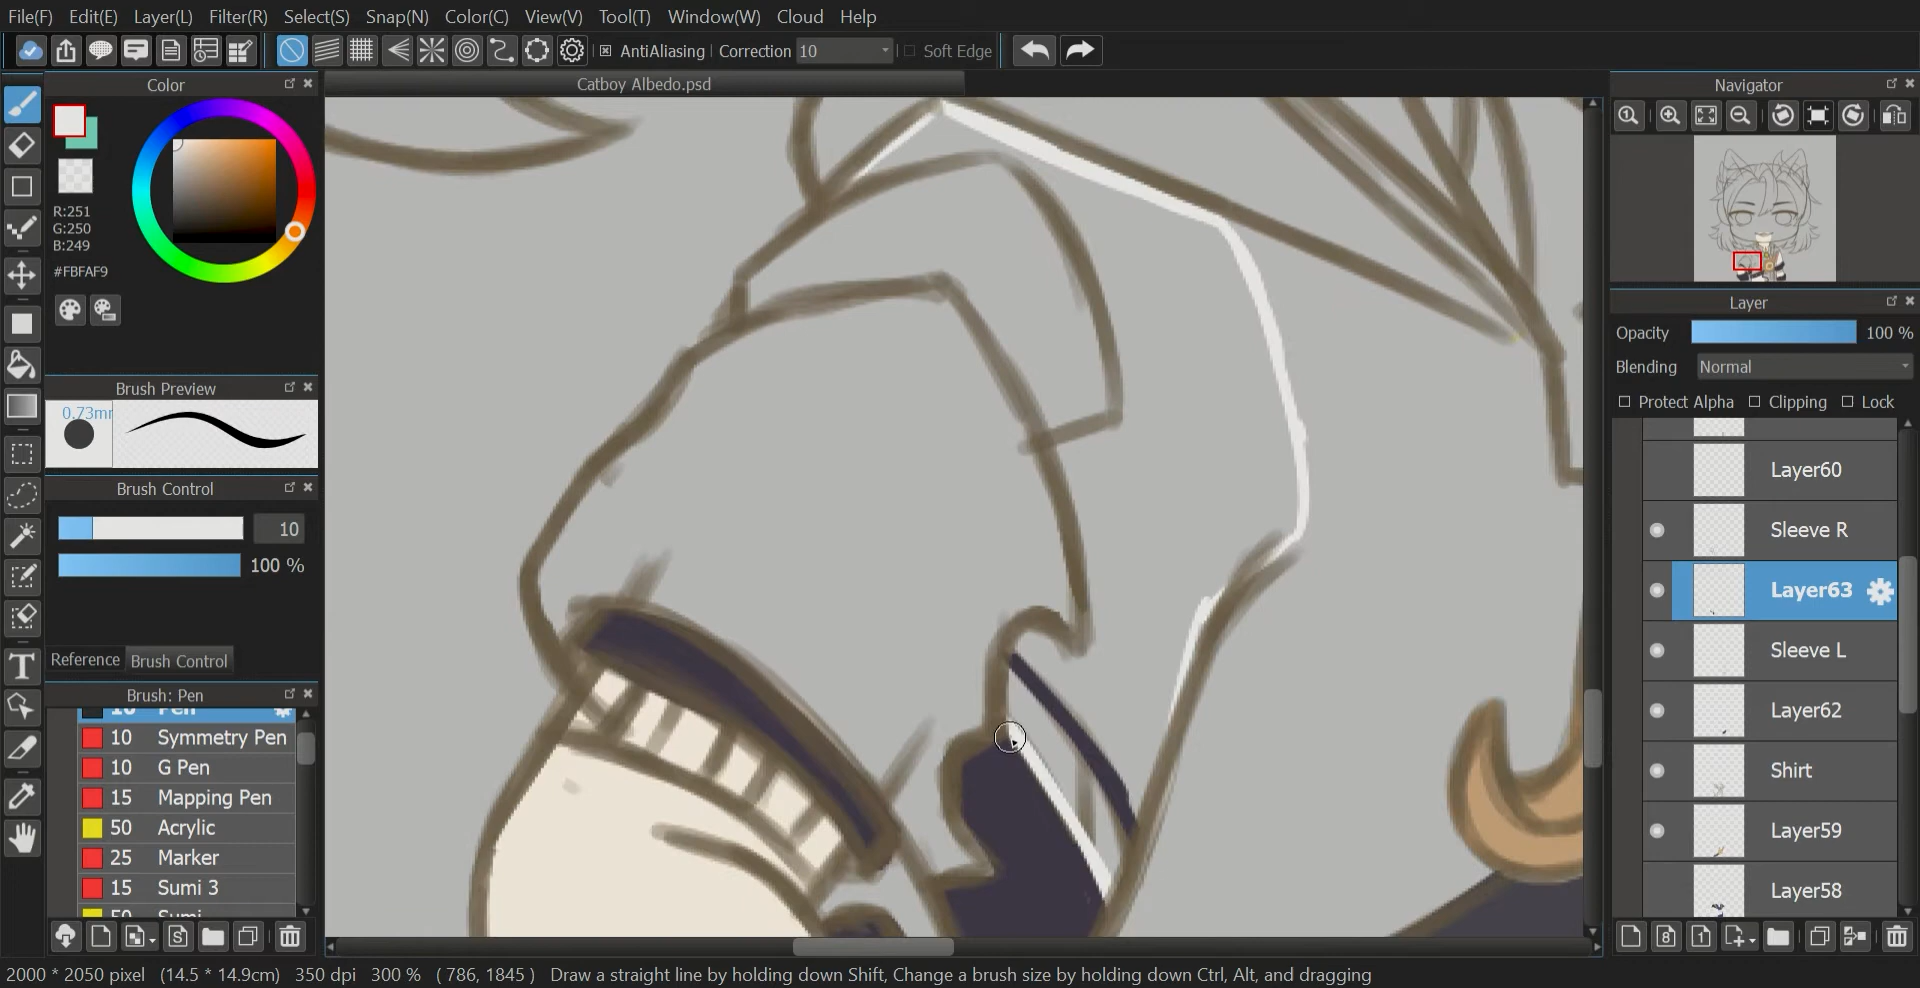 File(F) Edit(E) Layer(L) Filter(R) Select(S) Snap(N) Color(C) View(V) Tool(T) Window(W) Cloud Help
AntiAliasing Correction 10 Soft Edge
Color
Catboy Albedo.psd
Navigator
R:251
G:250
B:249
#FBFAF9
Brush Preview
0.73m
Brush Control
10
100 %
Reference Brush Control
Brush: Pen
10 Pen
10 Symmetry Pen
10 G Pen
15 Mapping Pen
50 Acrylic
25 Marker
15 Sumi 3
50 Sumi
Layer
Opacity 100 %
Blending Normal
Protect Alpha Clipping Lock
Layer60
Sleeve R
Layer63
Sleeve L
Layer62
Shirt
Layer59
Layer58
2000 * 2050 pixel (14.5 * 14.9cm) 350 dpi 300 % ( 786, 1845 ) Draw a straight line by holding down Shift, Change a brush size by holding down Ctrl, Alt, and dragging